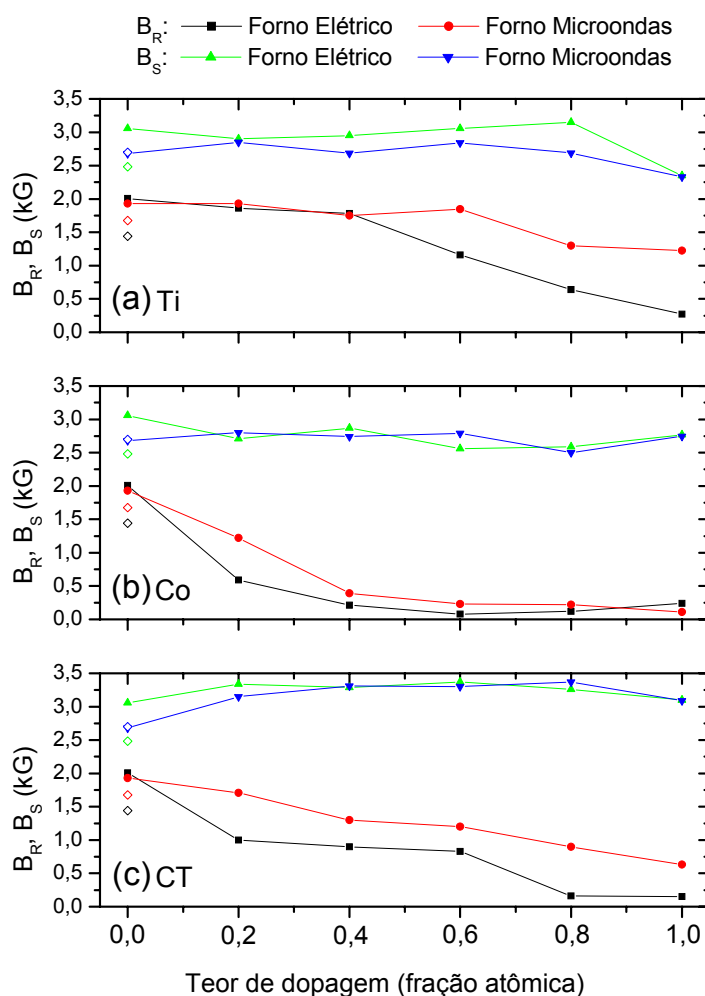 B_R: Forno Elétrico Forno Microondas
B_S: Forno Elétrico Forno Microondas
3,5
3,0
2,5
2,0
1,5
1,0
0,5
0,0
B_R, B_S (kG)
(a) Ti
3,5
3,0
2,5
2,0
1,5
1,0
0,5
0,0
B_R, B_S (kG)
(b) Co
3,5
3,0
2,5
2,0
1,5
1,0
0,5
0,0
B_R, B_S (kG)
(c) CT
0,0 0,2 0,4 0,6 0,8 1,0
Teor de dopagem (fração atômica)